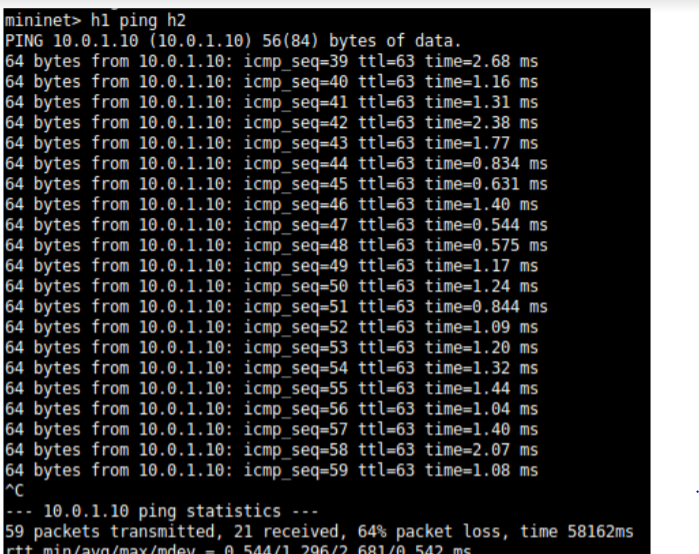 mininet> h1 ping h2
PING 10.0.1.10 (10.0.1.10) 56(84) bytes of data.
64 bytes from 10.0.1.10: icmp_seq=39 ttl=63 time=2.68 ms
64 bytes from 10.0.1.10: icmp_seq=40 ttl=63 time=1.16 ms
64 bytes from 10.0.1.10: icmp_seq=41 ttl=63 time=1.31 ms
64 bytes from 10.0.1.10: icmp_seq=42 ttl=63 time=2.38 ms
64 bytes from 10.0.1.10: icmp_seq=43 ttl=63 time=1.77 ms
64 bytes from 10.0.1.10: icmp_seq=44 ttl=63 time=0.834 ms
64 bytes from 10.0.1.10: icmp_seq=45 ttl=63 time=0.631 ms
64 bytes from 10.0.1.10: icmp_seq=46 ttl=63 time=1.40 ms
64 bytes from 10.0.1.10: icmp_seq=47 ttl=63 time=0.544 ms
64 bytes from 10.0.1.10: icmp_seq=48 ttl=63 time=0.575 ms
64 bytes from 10.0.1.10: icmp_seq=49 ttl=63 time=1.17 ms
64 bytes from 10.0.1.10: icmp_seq=50 ttl=63 time=1.24 ms
64 bytes from 10.0.1.10: icmp_seq=51 ttl=63 time=0.844 ms
64 bytes from 10.0.1.10: icmp_seq=52 ttl=63 time=1.09 ms
64 bytes from 10.0.1.10: icmp_seq=53 ttl=63 time=1.20 ms
64 bytes from 10.0.1.10: icmp_seq=54 ttl=63 time=1.32 ms
64 bytes from 10.0.1.10: icmp_seq=55 ttl=63 time=1.44 ms
64 bytes from 10.0.1.10: icmp_seq=56 ttl=63 time=1.04 ms
64 bytes from 10.0.1.10: icmp_seq=57 ttl=63 time=1.40 ms
64 bytes from 10.0.1.10: icmp_seq=58 ttl=63 time=2.07 ms
64 bytes from 10.0.1.10: icmp_seq=59 ttl=63 time=1.08 ms
^C
--- 10.0.1.10 ping statistics ---
59 packets transmitted, 21 received, 64% packet loss, time 58162ms
rtt min/avg/max/mdev = 0.544/1.296/2.681/0.542 ms